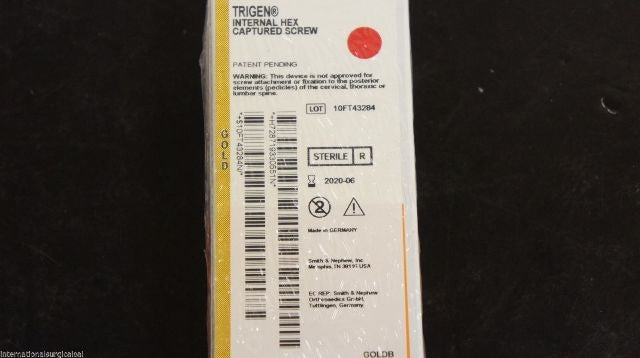 TRIGEN®
INTERNAL HEX
CAPTURED SCREW
PATENT PENDING
WARNING: This device is not approved for
screw attachment or fixation to the posterior
elements (pedicles) of the cervical, thoracic or
lumbar spine.
LOT 10FT43284
GOLD
STERILE R
2020-06
2
Made in GERMANY
Smith & Nephew, Inc.
Memphis, TN 38116 USA
EC REP: Smith & Nephew
Orthopaedics GmbH,
Tuttlingen, Germany
GOLDB
internationalsurgical